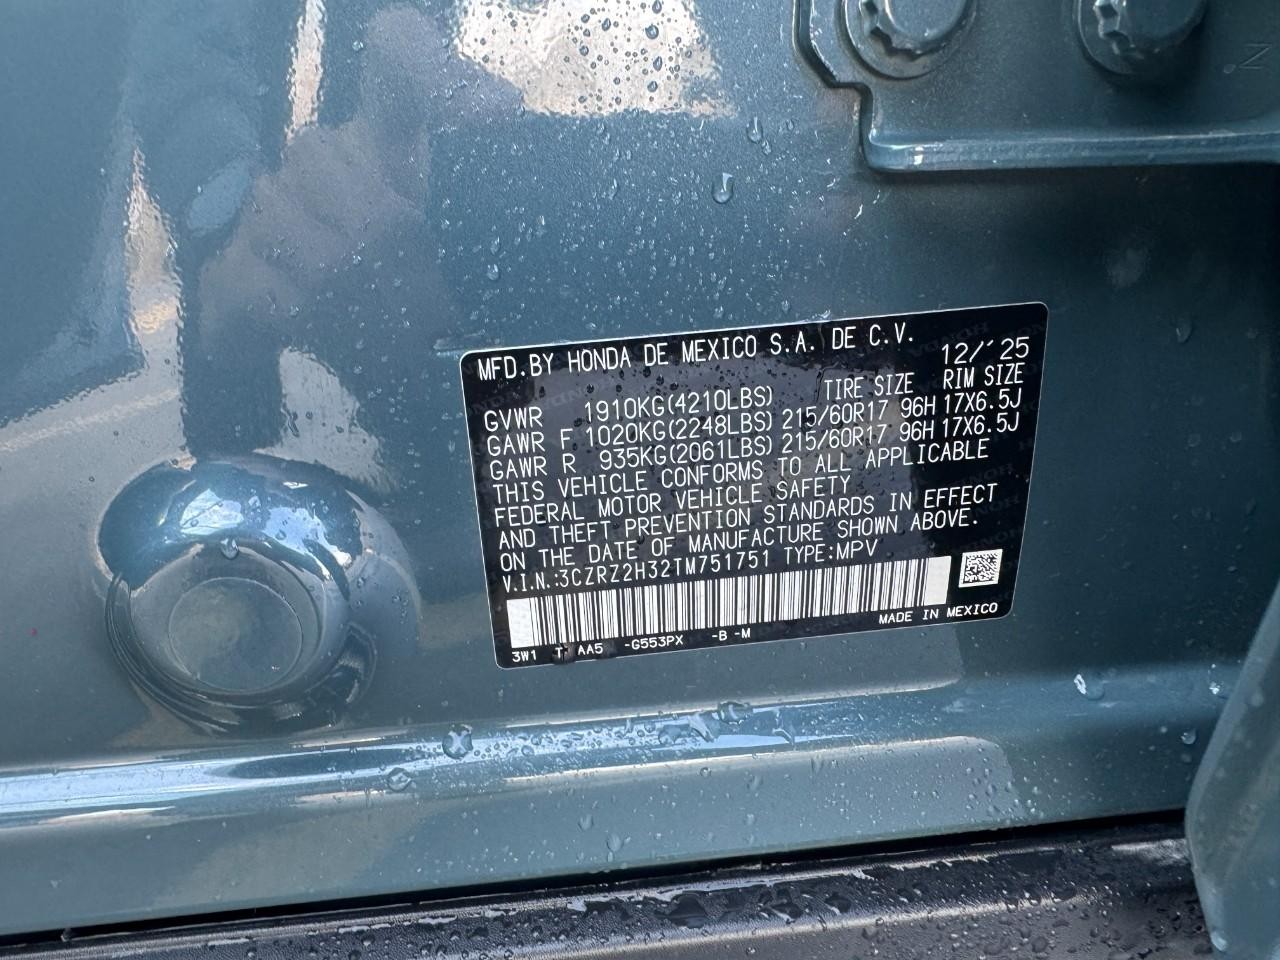 MFD.BY HONDA DE MEXICO S.A. DE C.V.
12/'25
TIRE SIZE RIM SIZE
GVWR 1910KG(4210LBS)
GAWR F 1020KG(2248LBS) 215/60R17 96H 17X6.5J
GAWR R 935KG(2061LBS) 215/60R17 96H 17X6.5J
THIS VEHICLE CONFORMS TO ALL APPLICABLE
FEDERAL MOTOR VEHICLE SAFETY
AND THEFT PREVENTION STANDARDS IN EFFECT
ON THE DATE OF MANUFACTURE SHOWN ABOVE.
V.I.N.:3CZRZ2H32TM751751 TYPE:MPV
MADE IN MEXICO
3W1 T AA5 -G553PX -B -M